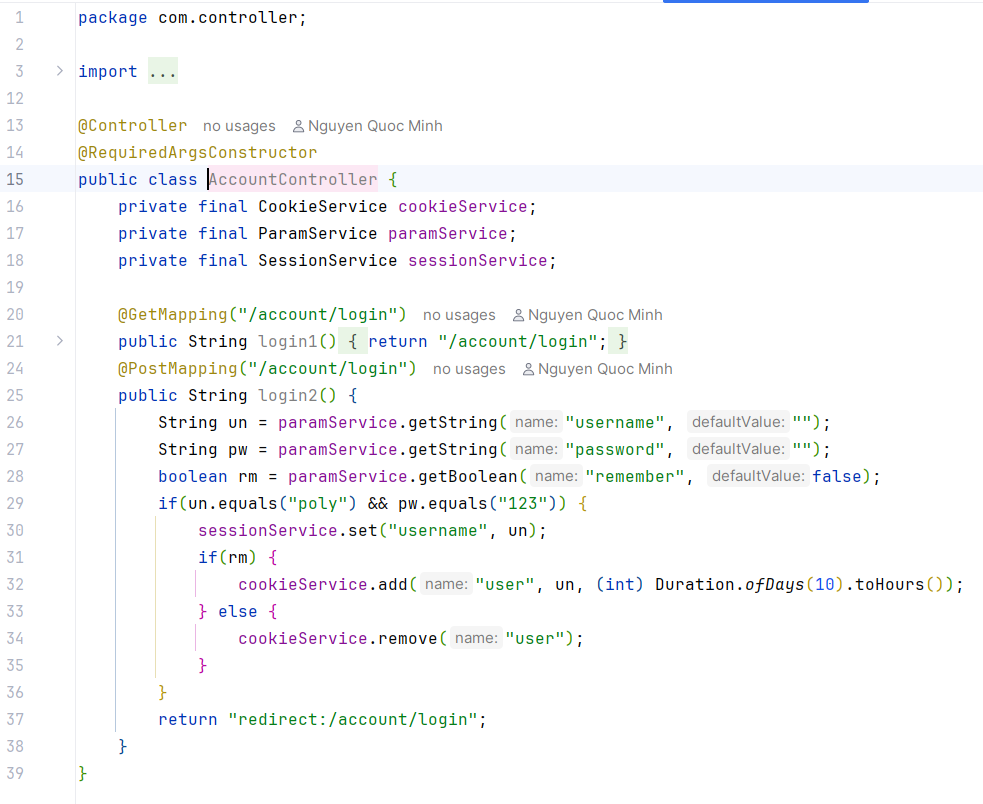 1 package com.controller;
2
3 import ...
12
13 @Controller no usages Nguyen Quoc Minh
14 @RequiredArgsConstructor
15 public class AccountController {
16     private final CookieService cookieService;
17     private final ParamService paramService;
18     private final SessionService sessionService;
19
20     @GetMapping("/account/login") no usages Nguyen Quoc Minh
21     public String login1() { return "/account/login"; }
24     @PostMapping("/account/login") no usages Nguyen Quoc Minh
25     public String login2() {
26         String un = paramService.getString( name: "username", defaultValue: "");
27         String pw = paramService.getString( name: "password", defaultValue: "");
28         boolean rm = paramService.getBoolean( name: "remember", defaultValue: false);
29         if(un.equals("poly") && pw.equals("123")) {
30             sessionService.set("username", un);
31             if(rm) {
32                 cookieService.add( name: "user", un, (int) Duration.ofDays(10).toHours());
33             } else {
34                 cookieService.remove( name: "user");
35             }
36         }
37         return "redirect:/account/login";
38     }
39 }